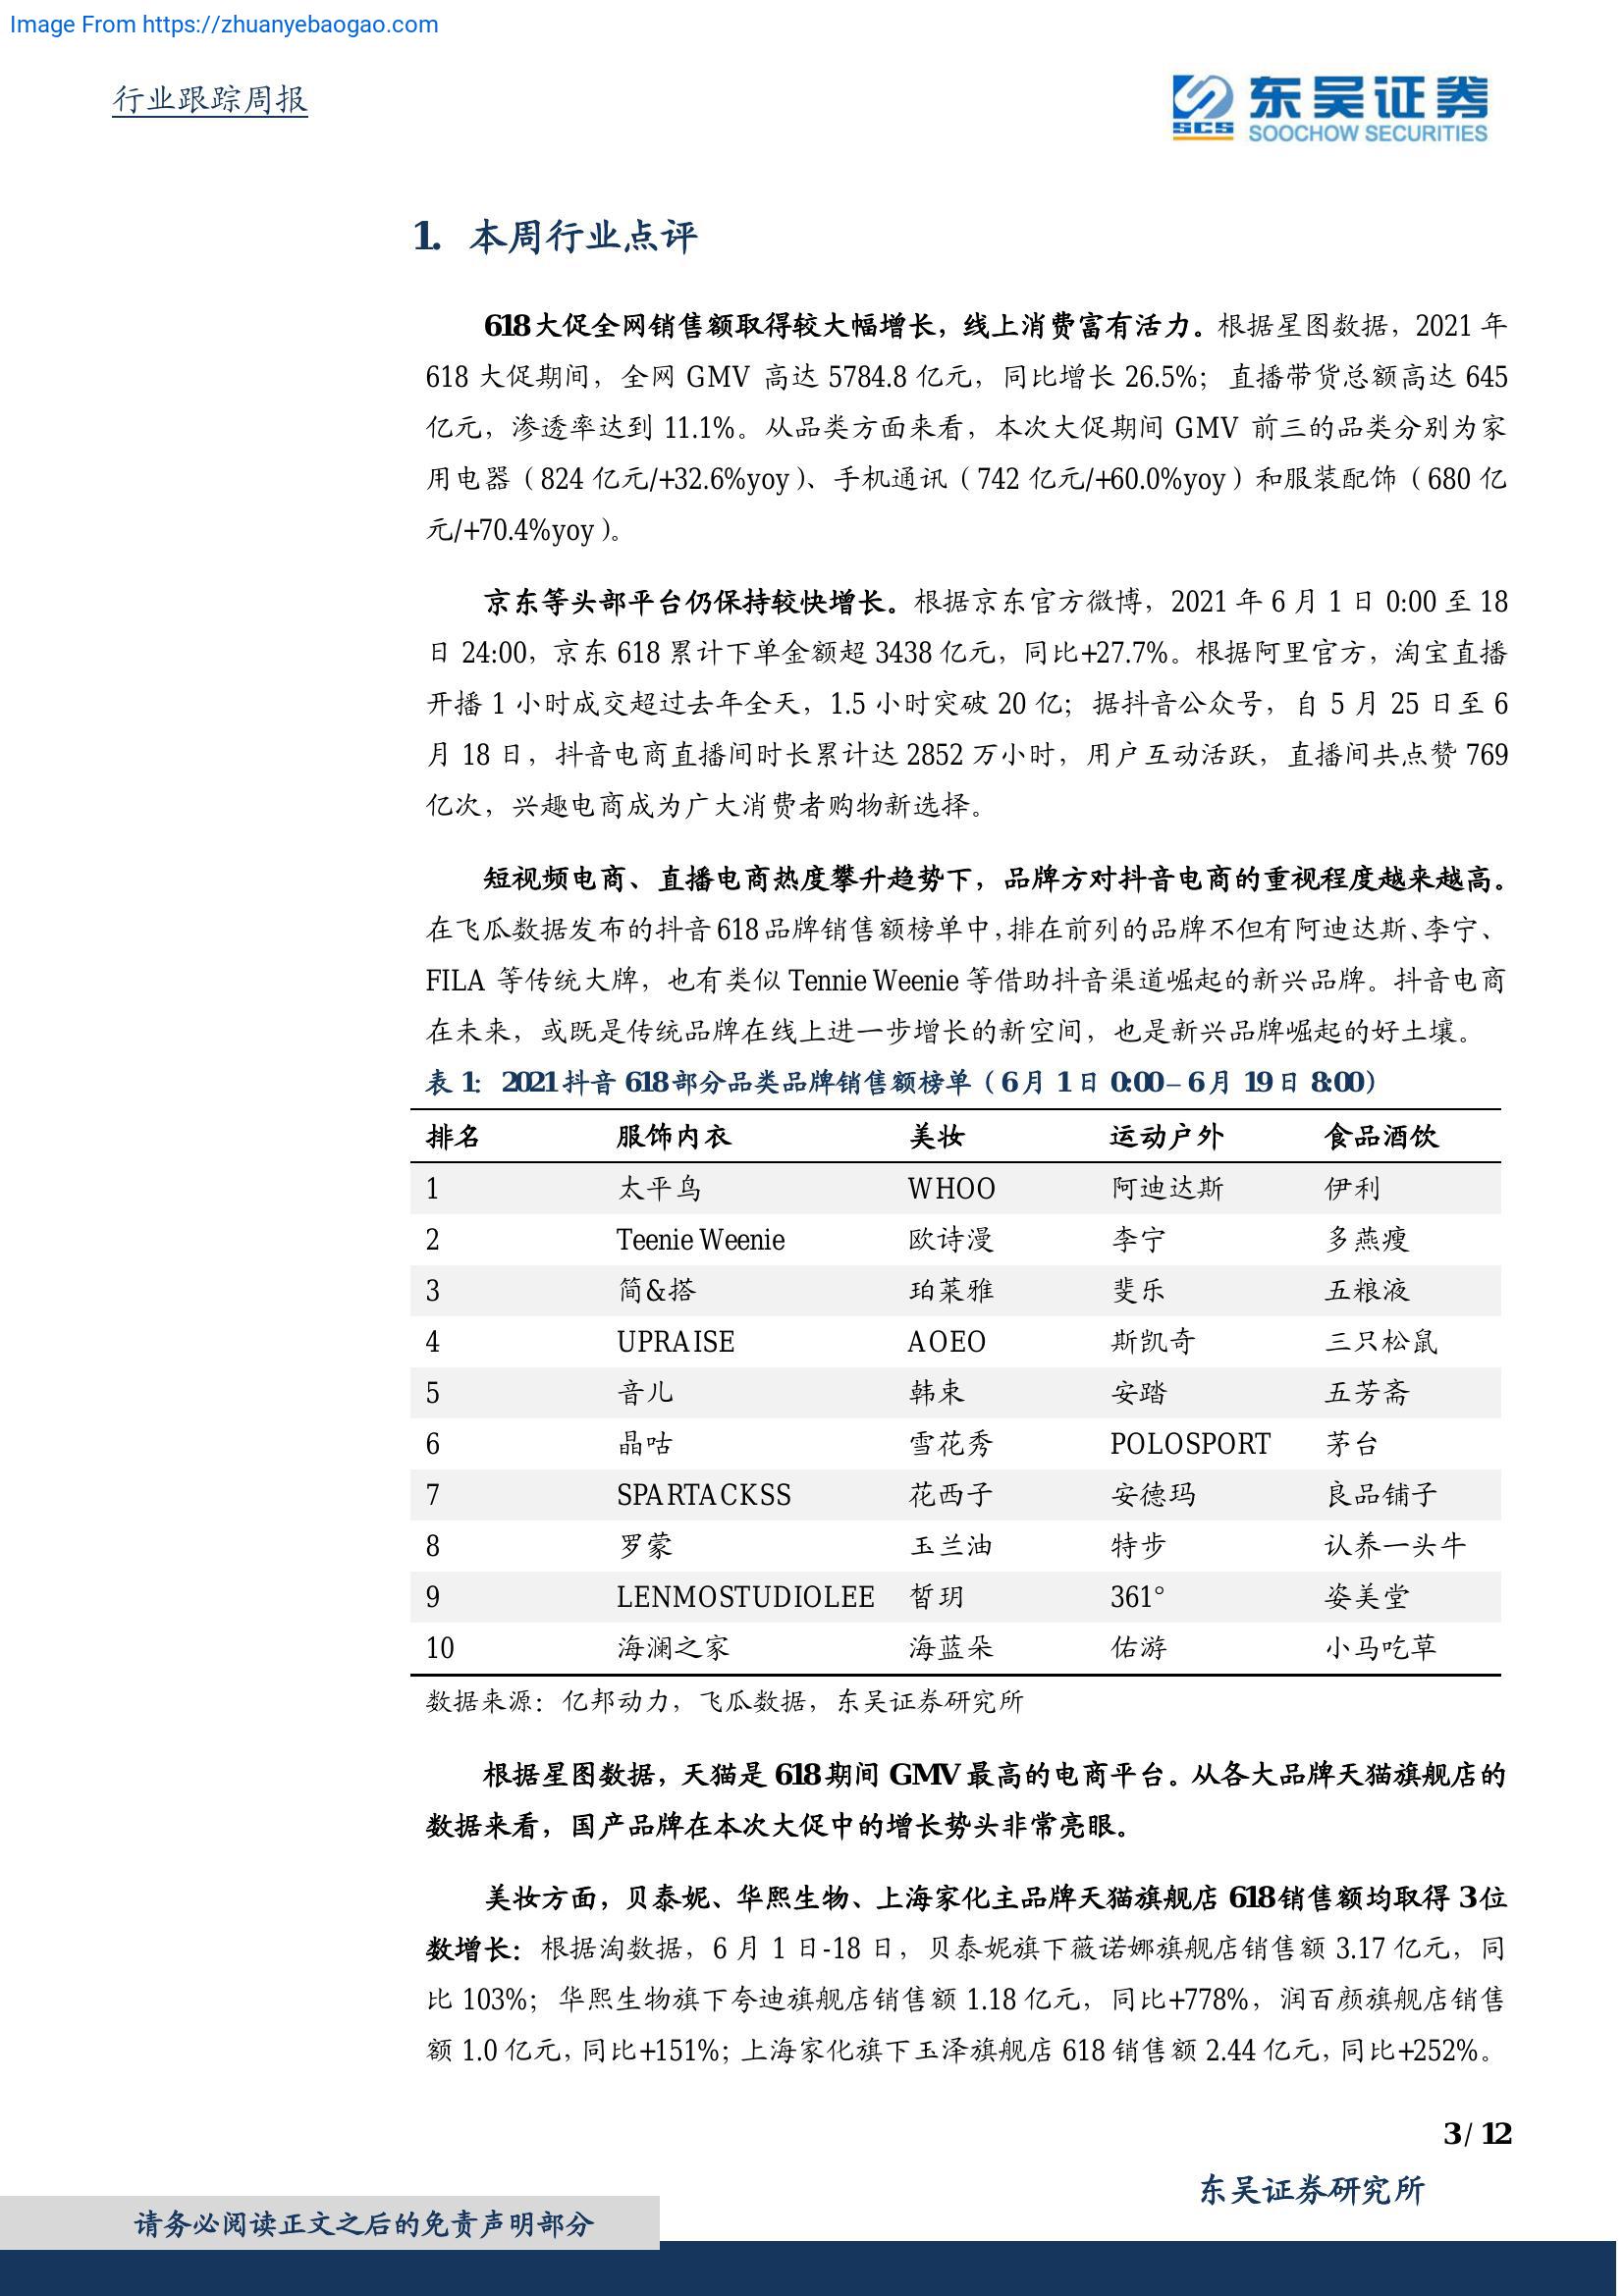 Image From https://zhuanyebaogao.com
行业跟踪周报
东吴证券
SCS
SOOCHOW SECURITIES
1. 本周行业点评
618大促全网销售额取得较大幅增长，线上消费富有活力。根据星图数据，2021 年
618 大促期间，全网 GMV 高达 5784.8 亿元，同比增长 26.5%；直播带货总额高达 645
亿元，渗透率达到 11.1%。从品类方面来看，本次大促期间 GMV 前三的品类分别为家
用电器（824 亿元/+32.6%yoy）、手机通讯（742 亿元/+60.0%yoy）和服装配饰（680 亿
元/+70.4%yoy）。
京东等头部平台仍保持较快增长。根据京东官方微博，2021 年 6 月 1 日 0:00 至 18
日 24:00，京东 618 累计下单金额超 3438 亿元，同比+27.7%。根据阿里官方，淘宝直播
开播 1 小时成交超过去年全天，1.5 小时突破 20 亿；据抖音公众号，自 5 月 25 日至 6
月 18 日，抖音电商直播间时长累计达 2852 万小时，用户互动活跃，直播间共点赞 769
亿次，兴趣电商成为广大消费者购物新选择。
短视频电商、直播电商热度攀升趋势下，品牌方对抖音电商的重视程度越来越高。
在飞瓜数据发布的抖音 618 品牌销售额榜单中，排在前列的品牌不但有阿迪达斯、李宁、
FILA 等传统大牌，也有类似 Tennie Weenie 等借助抖音渠道崛起的新兴品牌。抖音电商
在未来，或既是传统品牌在线上进一步增长的新空间，也是新兴品牌崛起的好土壤。
表 1： 2021抖音 618部分品类品牌销售额榜单（6月 1日 0:00– 6月 19日 8:00）
排名 服饰内衣 美妆 运动户外 食品酒饮
1 太平鸟 WHOO 阿迪达斯 伊利
2 Teenie Weenie 欧诗漫 李宁 多燕瘦
3 简&搭 珀莱雅 斐乐 五粮液
4 UPRAISE AOEO 斯凯奇 三只松鼠
5 音儿 韩束 安踏 五芳斋
6 晶咕 雪花秀 POLOSPORT 茅台
7 SPARTACKSS 花西子 安德玛 良品铺子
8 罗蒙 玉兰油 特步 认养一头牛
9 LENMOSTUDIOLEE 皙玥 361° 姿美堂
10 海澜之家 海蓝朵 佑游 小马吃草
数据来源：亿邦动力，飞瓜数据，东吴证券研究所
根据星图数据，天猫是 618期间 GMV 最高的电商平台。从各大品牌天猫旗舰店的
数据来看，国产品牌在本次大促中的增长势头非常亮眼。
美妆方面，贝泰妮、华熙生物、上海家化主品牌天猫旗舰店 618销售额均取得 3位
数增长：根据淘数据，6 月 1 日-18 日，贝泰妮旗下薇诺娜旗舰店销售额 3.17 亿元，同
比 103%；华熙生物旗下夸迪旗舰店销售额 1.18 亿元，同比+778%，润百颜旗舰店销售
额 1.0 亿元，同比+151%；上海家化旗下玉泽旗舰店 618 销售额 2.44 亿元，同比+252%。
3 / 12
东吴证券研究所
请务必阅读正文之后的免责声明部分